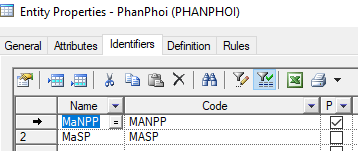 Entity Properties - PhanPhoi (PHANPHOI)
General Attributes Identifiers Definition Rules
Name Code P
MaNPP = MANPP
2 MaSP MASP